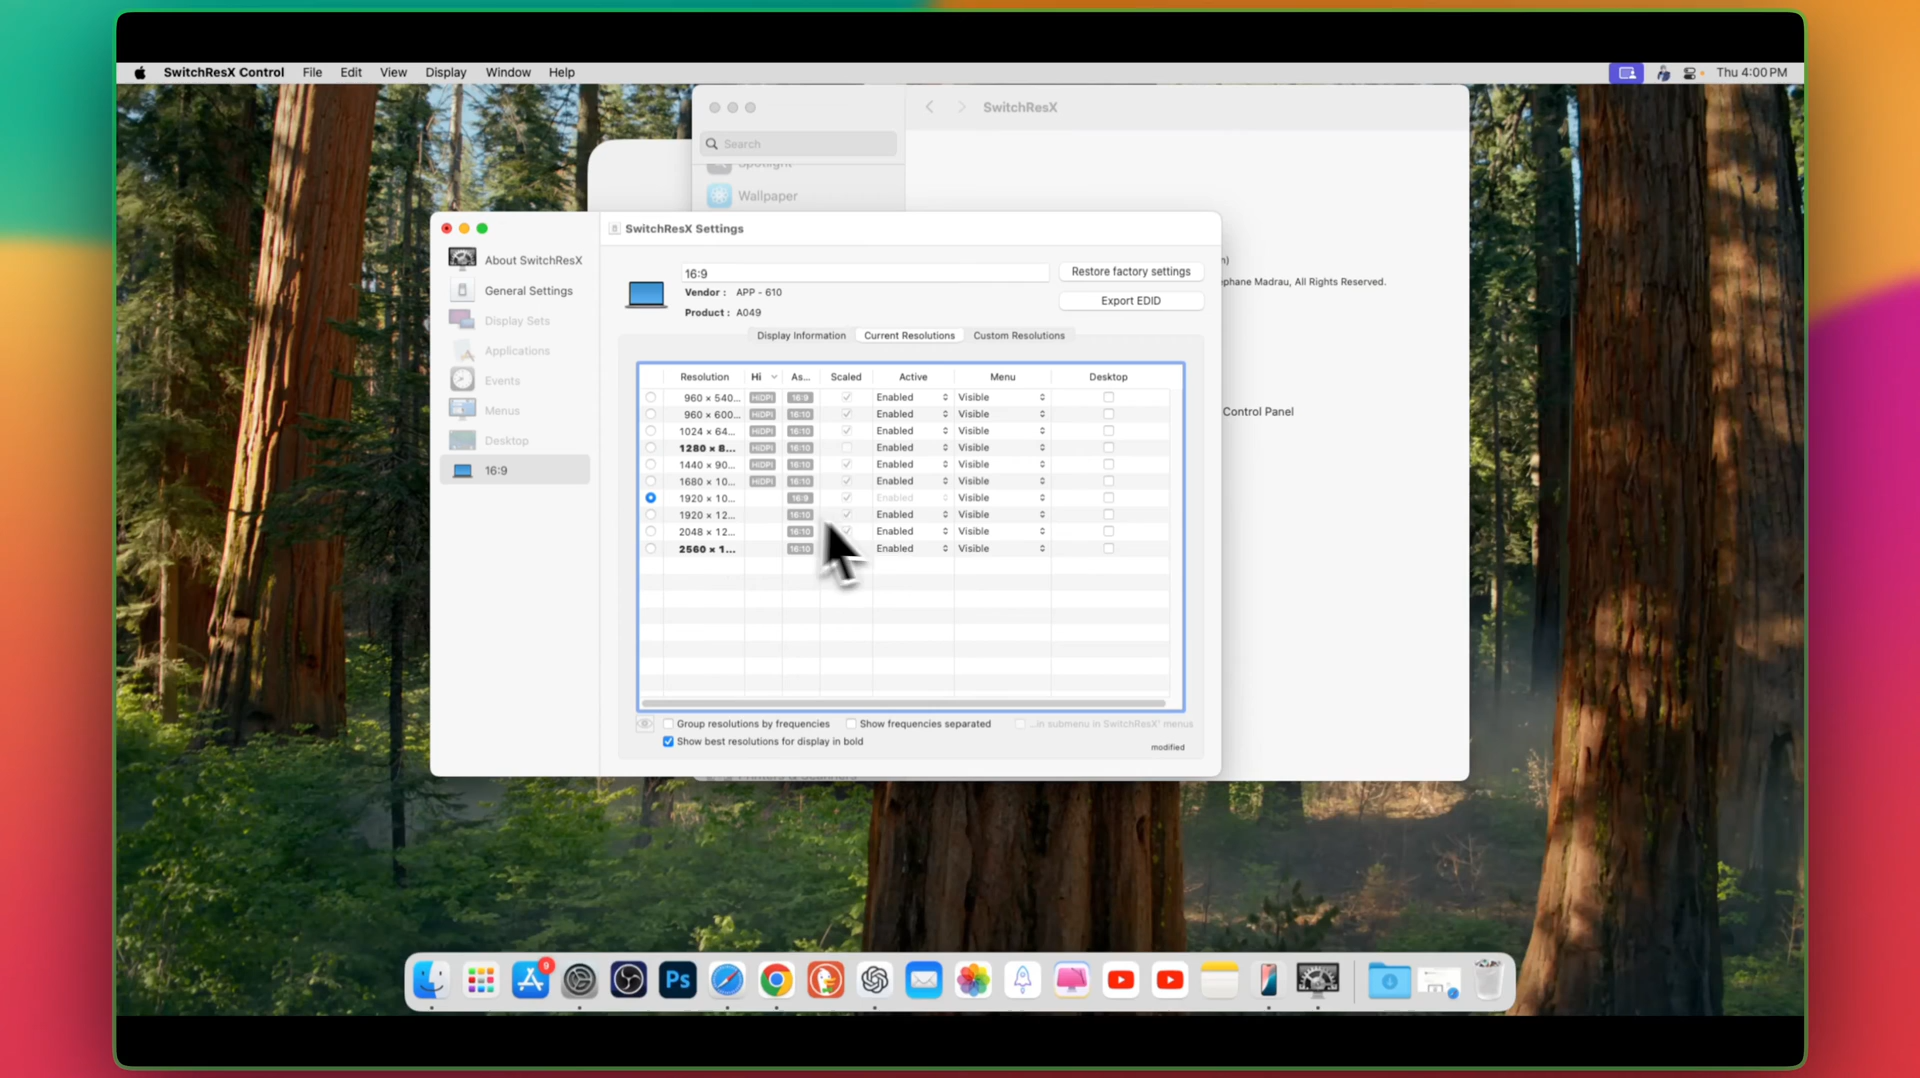 SwitchResX Control File Edit View Display Window Help
Thu 4:00 PM
SwitchResX
Search
Spotlight
Wallpaper
SwitchResX Settings
About SwitchResX
General Settings
Display Sets
Applications
Events
Menus
Desktop
16:9
16:9
Restore factory settings
Vendor : APP - 610
Export EDID
Product : A049
Display Information Current Resolutions Custom Resolutions
Resolution Hi As... Scaled Active Menu Desktop
960 × 540... HiDPI 16:9 Enabled Visible
960 × 600... HiDPI 16:10 Enabled Visible
1024 × 64... HiDPI 16:10 Enabled Visible
1280 × 8... HiDPI 16:10 Enabled Visible
1440 × 90... HiDPI 16:10 Enabled Visible
1680 × 10... HiDPI 16:10 Enabled Visible
1920 × 10... 16:9 Enabled Visible
1920 × 12... 16:10 Enabled Visible
2048 × 12... 16:10 Enabled Visible
2560 × 1... 16:10 Enabled Visible
Group resolutions by frequencies Show frequencies separated ...in submenu in SwitchResX' menus
Show best resolutions for display in bold
modified
phane Madrau, All Rights Reserved.
Control Panel
Printers & Scanners
9
Ps